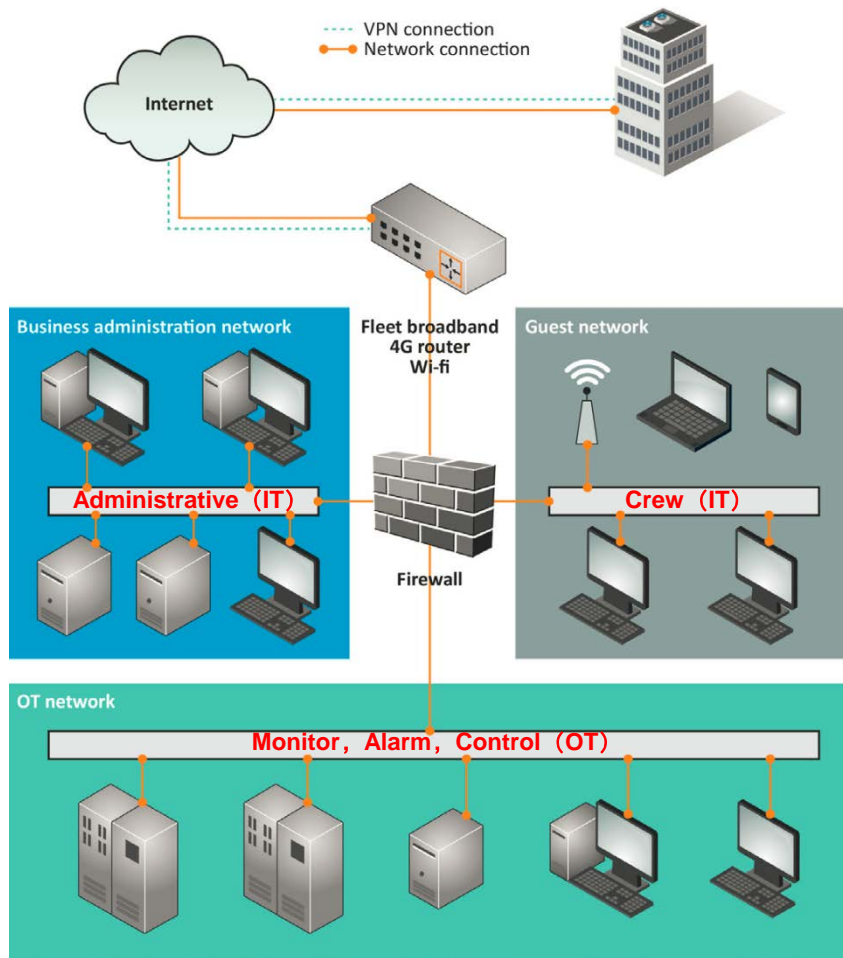 VPN connection
Network connection
Internet
Business administration network
Fleet broadband
4G router
Wi-fi
Guest network
Administrative（IT）
Crew（IT）
Firewall
OT network
Monitor，Alarm，Control（OT）